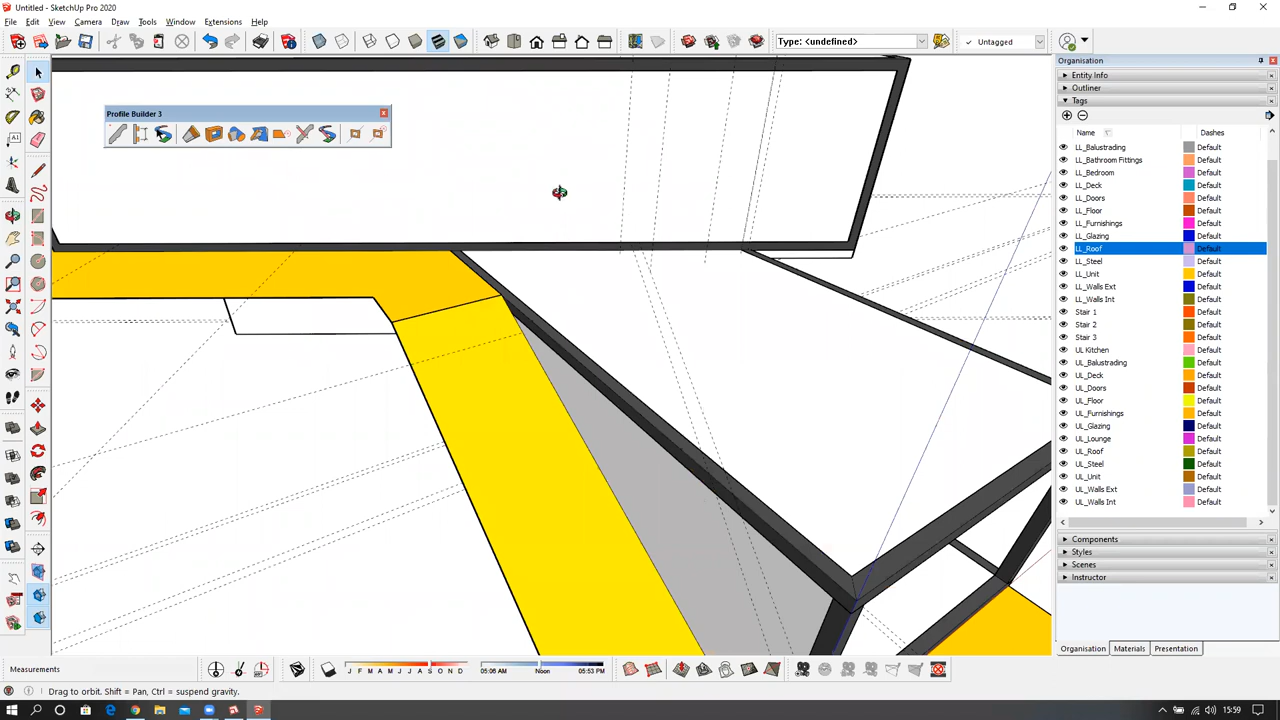 Untitled - SketchUp Pro 2020
File Edit View Camera Draw Tools Window Extensions Help
Type: <undefined>
Untagged
Profile Builder 3
Organisation
Entity Info
Outliner
Tags
Name Dashes
LL_Balustrading Default
LL_Bathroom Fittings Default
LL_Bedroom Default
LL_Deck Default
LL_Doors Default
LL_Floor Default
LL_Furnishings Default
LL_Glazing Default
LL_Roof Default
LL_Steel Default
LL_Unit Default
LL_Walls Ext Default
LL_Walls Int Default
Stair 1 Default
Stair 2 Default
Stair 3 Default
UL Kitchen Default
UL_Balustrading Default
UL_Deck Default
UL_Doors Default
UL_Floor Default
UL_Furnishings Default
UL_Glazing Default
UL_Lounge Default
UL_Roof Default
UL_Steel Default
UL_Unit Default
UL_Walls Ext Default
UL_Walls Int Default
Components
Styles
Scenes
Instructor
Organisation Materials Presentation
Measurements
J F M A M J J A S O N D
05:06 AM Noon 05:53 PM
Drag to orbit. Shift = Pan, Ctrl = suspend gravity.
15:59